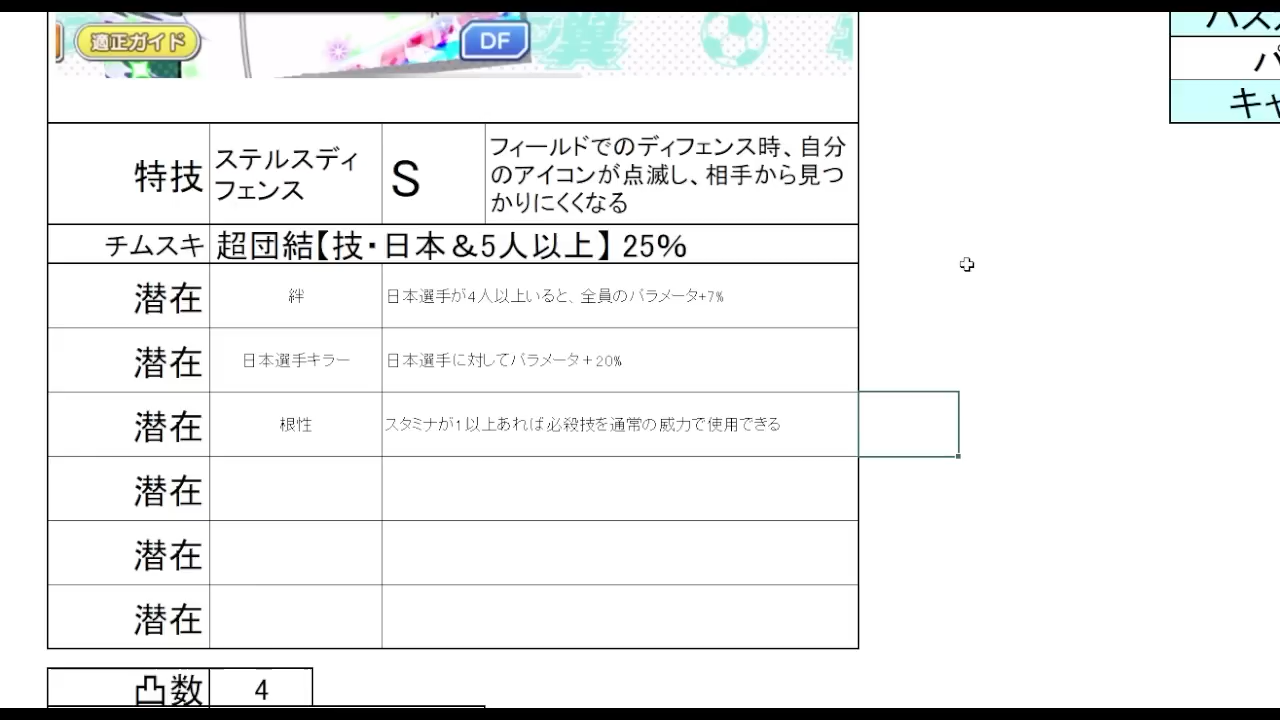 適正ガイド
DF
特技
ステルスディ
フェンス
S
フィールドでのディフェンス時、自分
のアイコンが点滅し、相手から見つ
かりにくくなる
チムスキ
超団結【技・日本&5人以上】 25%
潜在
絆
日本選手が4人以上いると、全員のパラメータ+7%
潜在
日本選手キラー
日本選手に対してパラメータ+20%
潜在
根性
スタミナが1以上あれば必殺技を通常の威力で使用できる
潜在
潜在
潜在
凸数
4